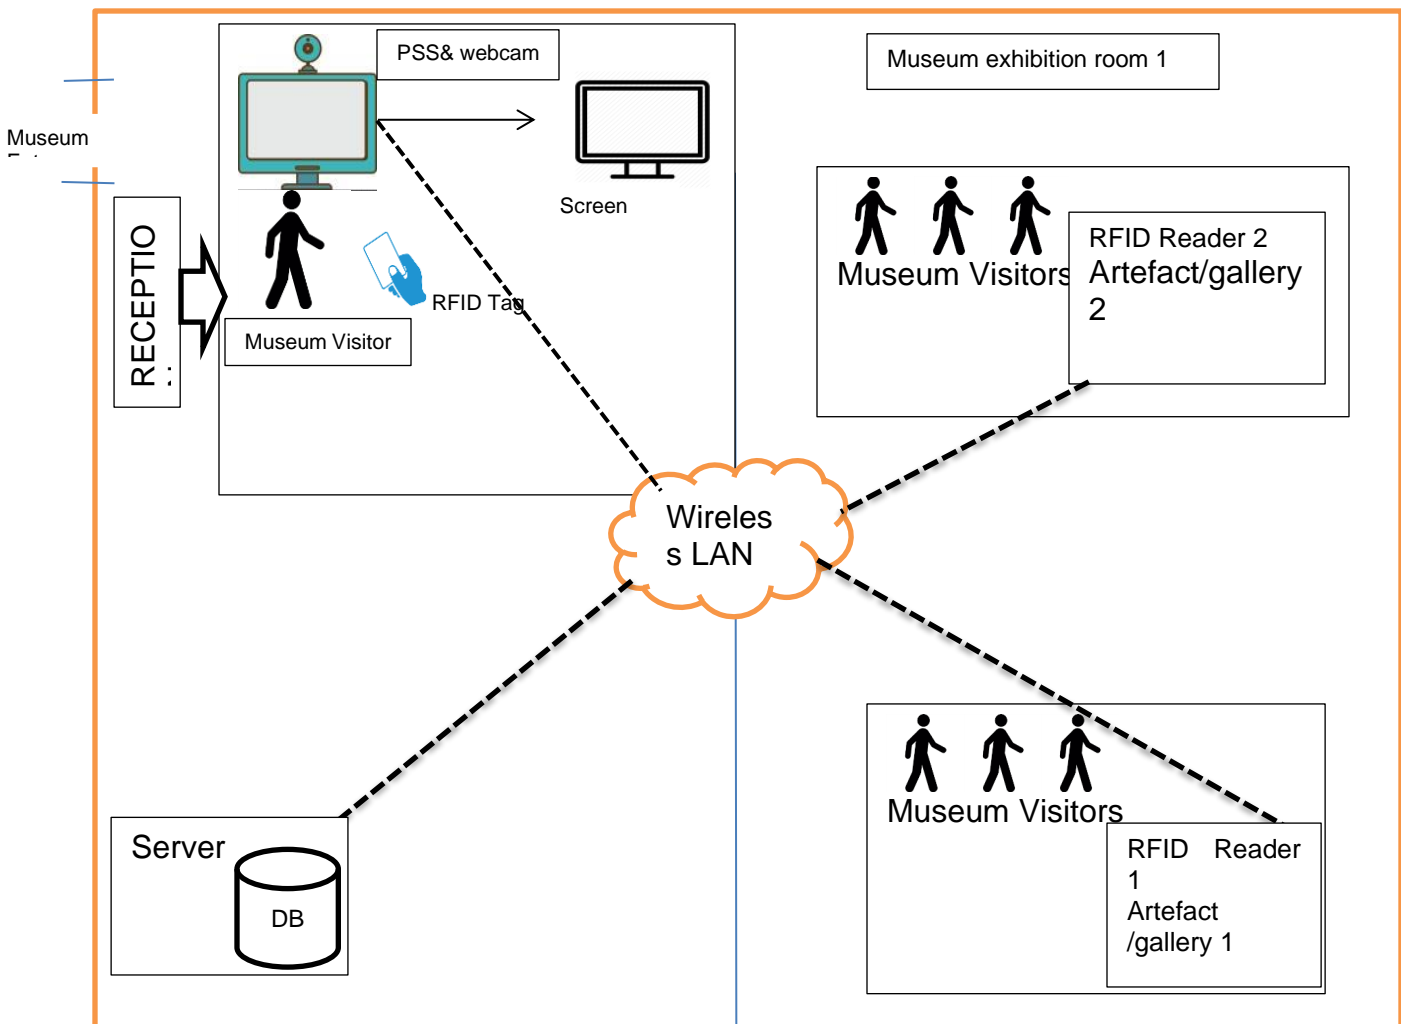 PSS& webcam
Museum exhibition room 1
Museum
Screen
RECEPTIO
RFID Tag
Museum Visitor
Museum Visitors
RFID Reader 2
Artefact/gallery
2
Wireles
s LAN
Server
DB
Museum Visitors
RFID Reader
1
Artefact
/gallery 1